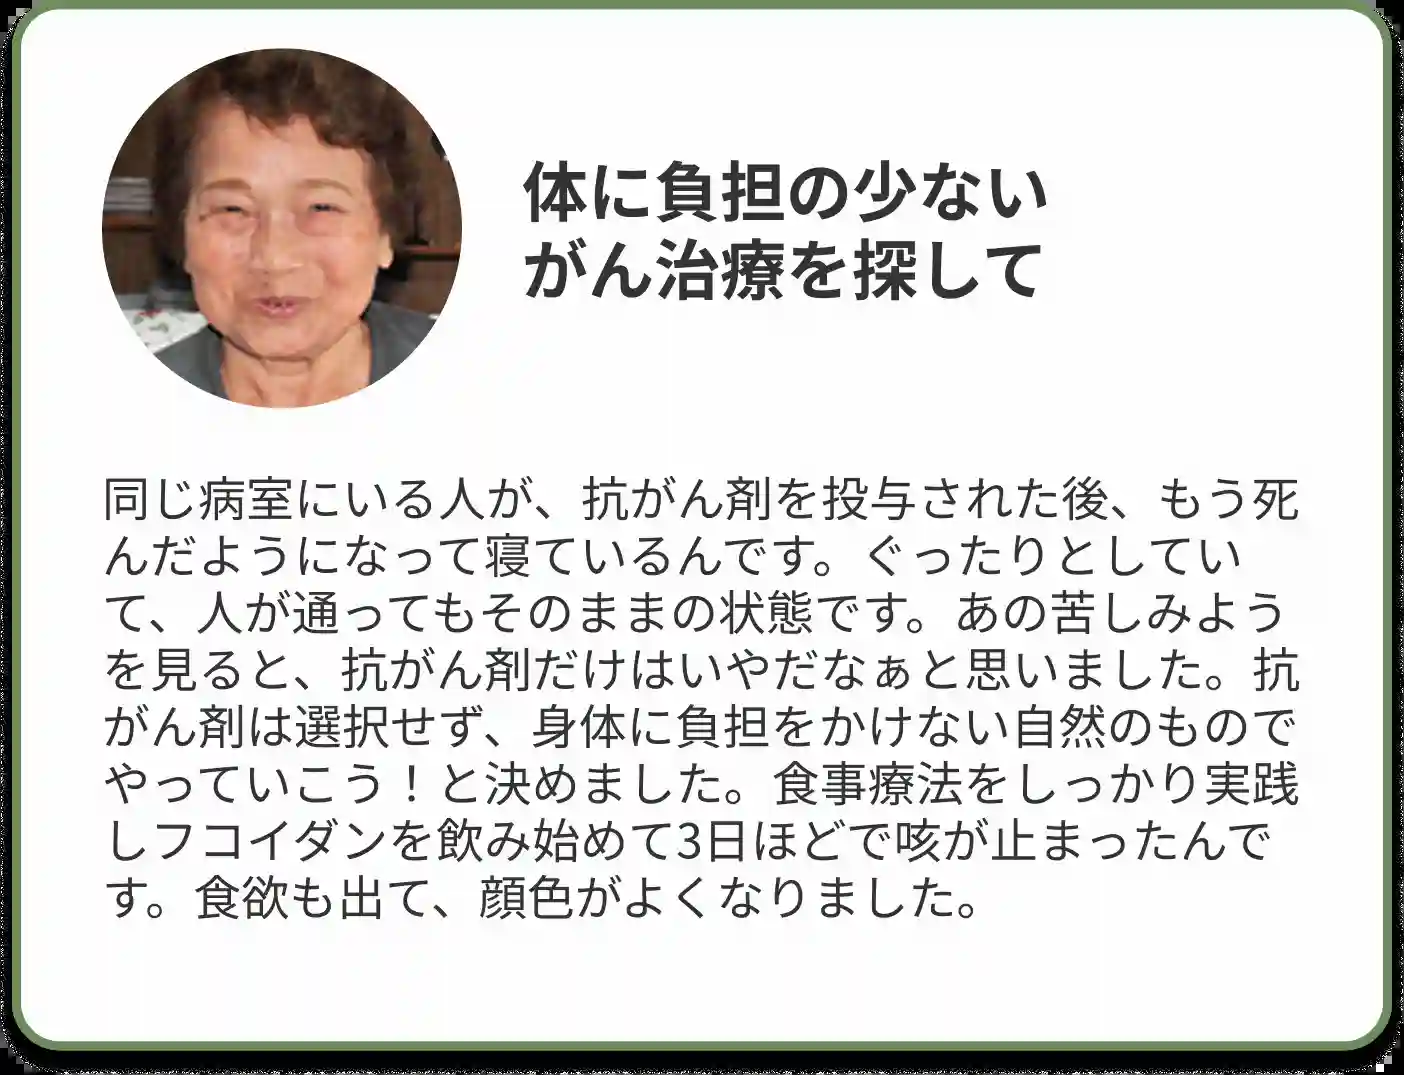 体に負担の少ない
がん治療を探して
同じ病室にいる人が、抗がん剤を投与された後、もう死
んだようになって寝ているんです。ぐったりとしてい
て、人が通ってもそのままの状態です。あの苦しみよう
を見ると、抗がん剤だけはいやだなぁと思いました。抗
がん剤は選択せず、身体に負担をかけない自然のもので
やっていこう！と決めました。食事療法をしっかり実践
しフコイダンを飲み始めて3日ほどで咳が止まったんで
す。食欲も出て、顔色がよくなりました。